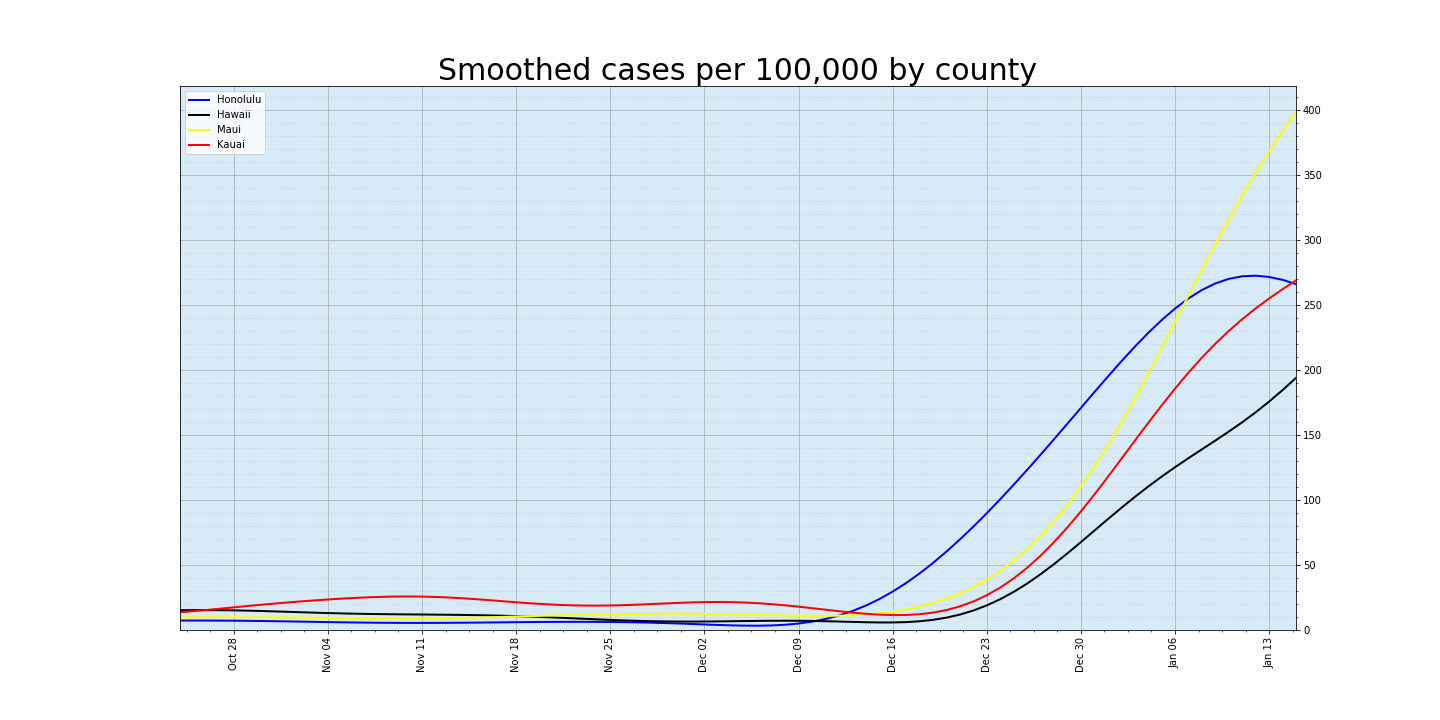 Smoothed cases per 100,000 by county
Honolulu
Hawaii
Maui
Kauai
400
350
300
250
200
150
100
50
0
Oct 28
Nov 04
Nov 11
Nov 18
Nov 25
Dec 02
Dec 09
Dec 16
Dec 23
Dec 30
Jan 06
Jan 13